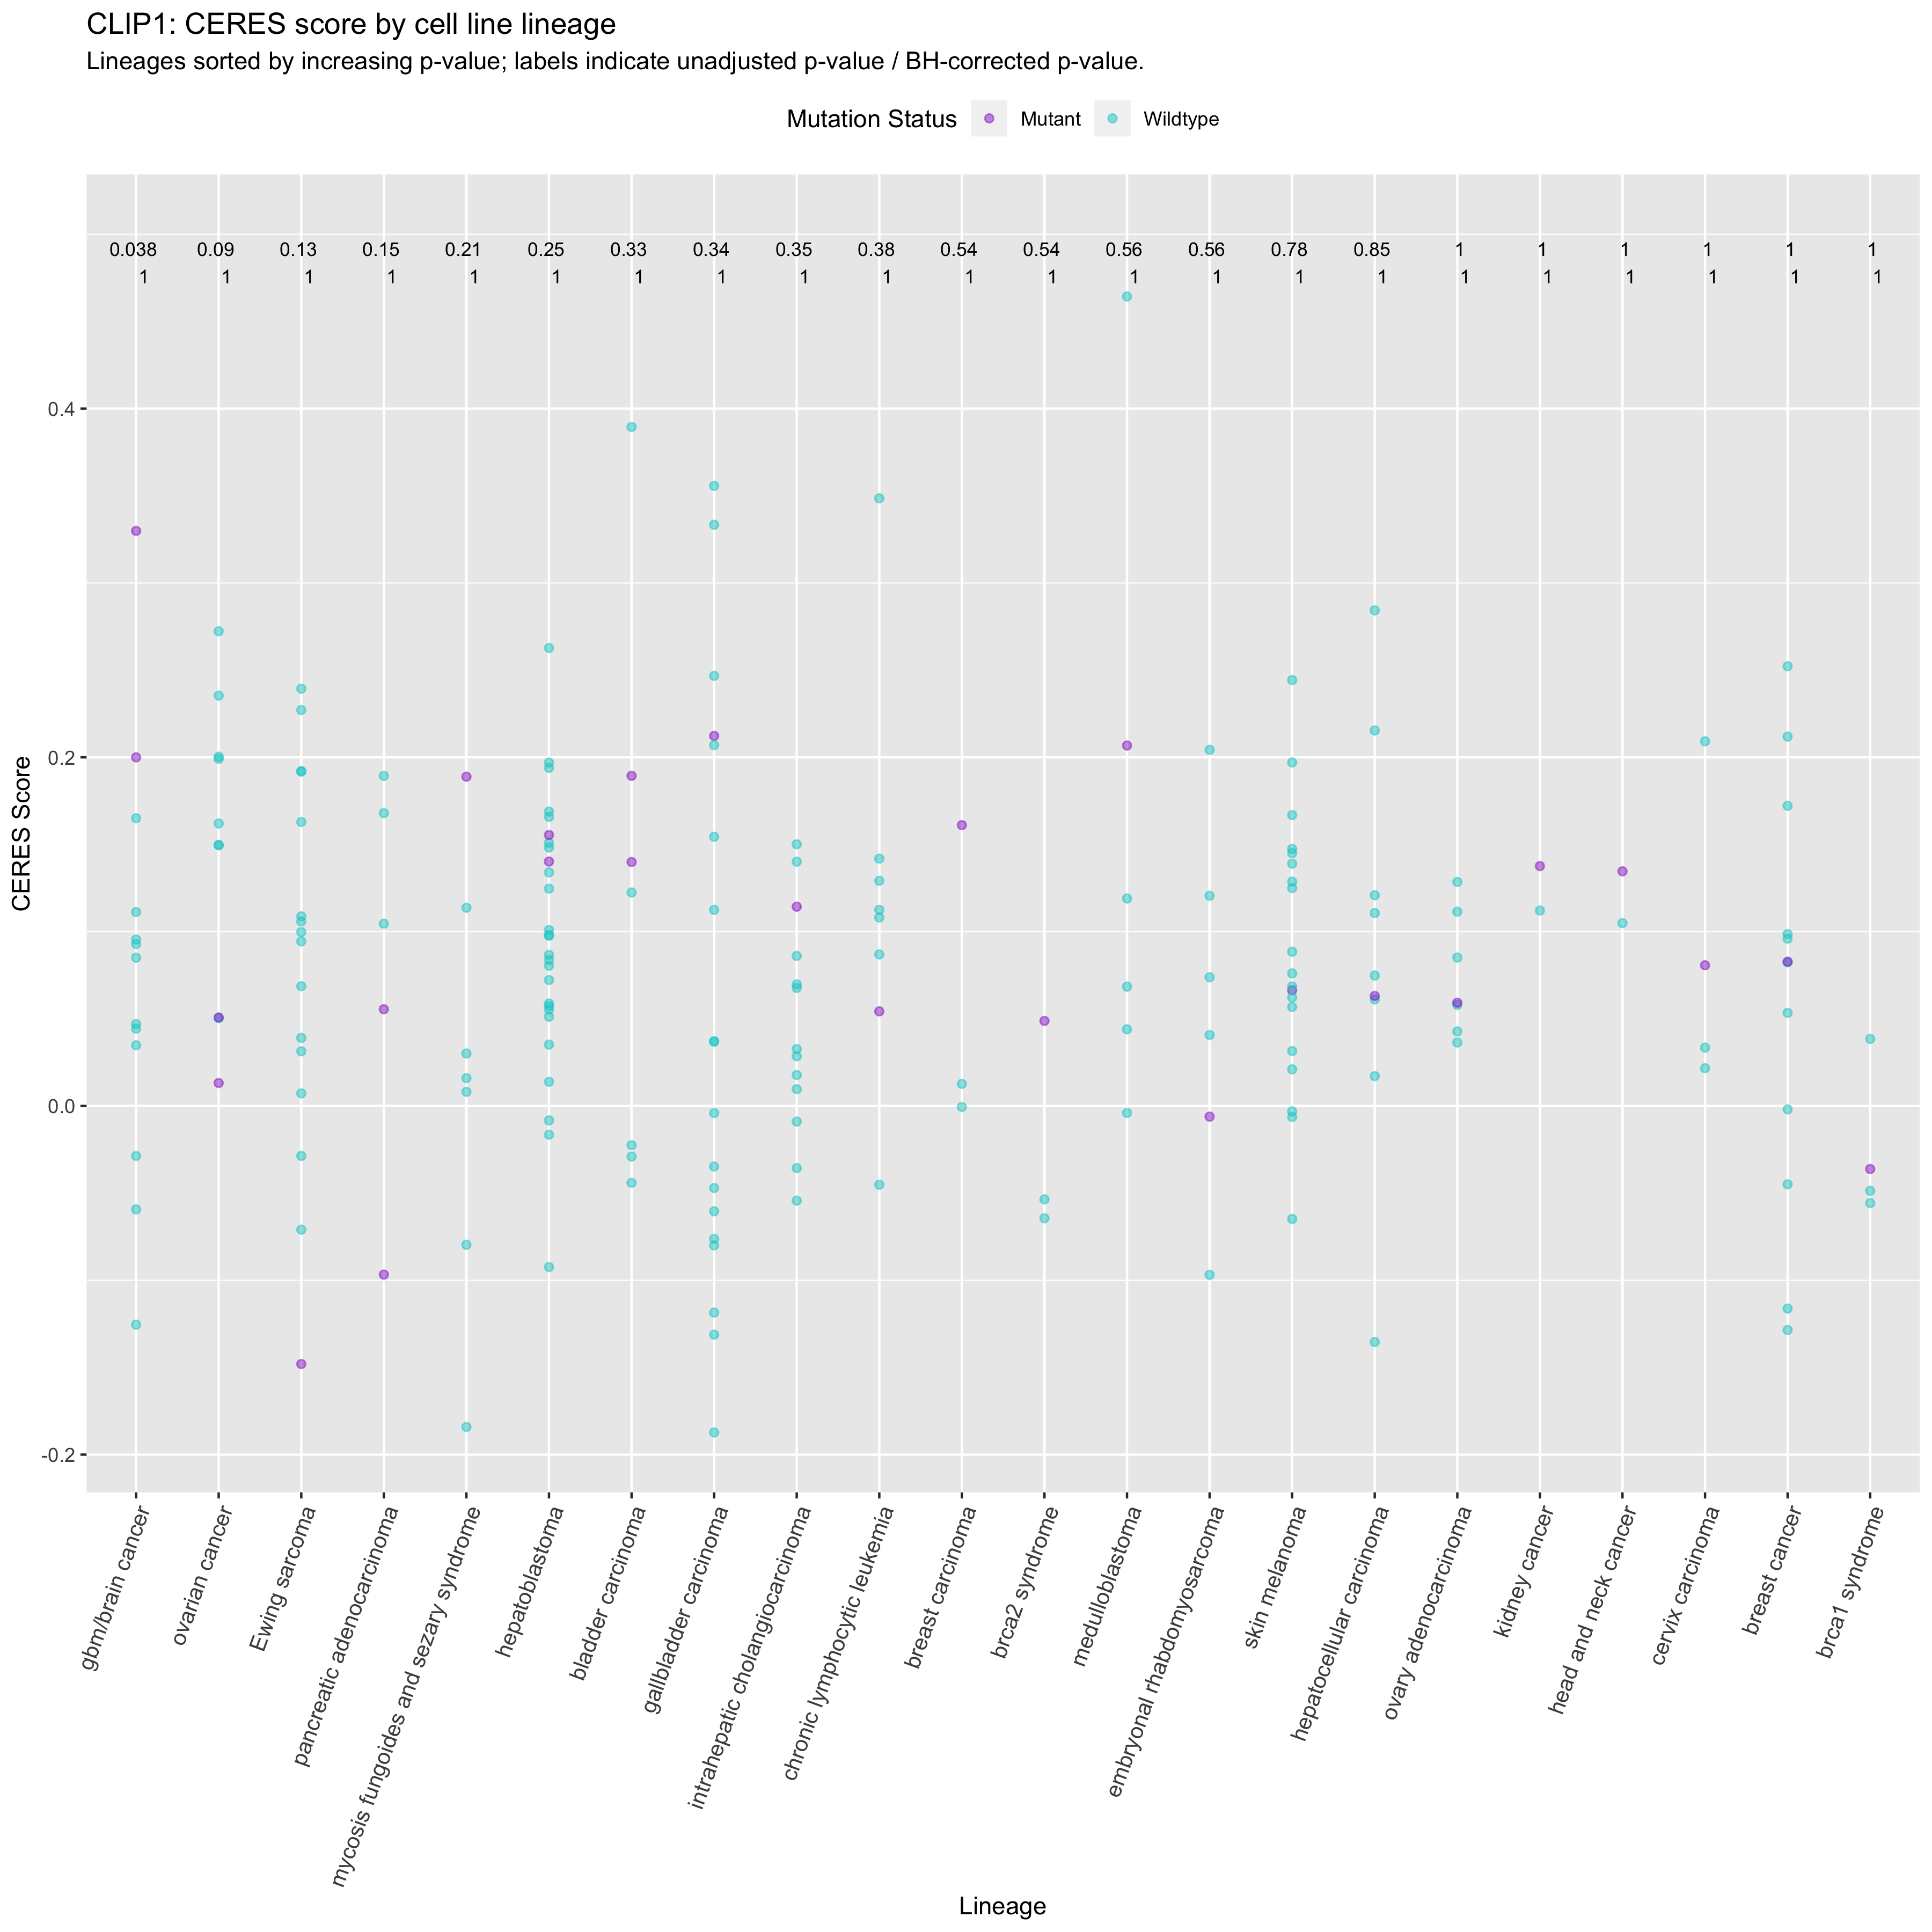 CLIP1: CERES score by cell line lineage
Lineages sorted by increasing p-value; labels indicate unadjusted p-value / BH-corrected p-value.
Mutation Status Mutant Wildtype
0.038 0.09 0.13 0.15 0.21 0.25 0.33 0.34 0.35 0.38 0.54 0.54 0.56 0.56 0.78 0.85 1 1 1 1 1 1
1 1 1 1 1 1 1 1 1 1 1 1 1 1 1 1 1 1 1 1 1 1
0.4
0.2
0.0
-0.2
CERES Score
gbm/brain cancer
ovarian cancer
Ewing sarcoma
pancreatic adenocarcinoma
mycosis fungoides and sezary syndrome
hepatoblastoma
bladder carcinoma
gallbladder carcinoma
intrahepatic cholangiocarcinoma
chronic lymphocytic leukemia
breast carcinoma
brca2 syndrome
medulloblastoma
embryonal rhabdomyosarcoma
skin melanoma
hepatocellular carcinoma
ovary adenocarcinoma
kidney cancer
head and neck cancer
cervix carcinoma
breast cancer
brca1 syndrome
Lineage